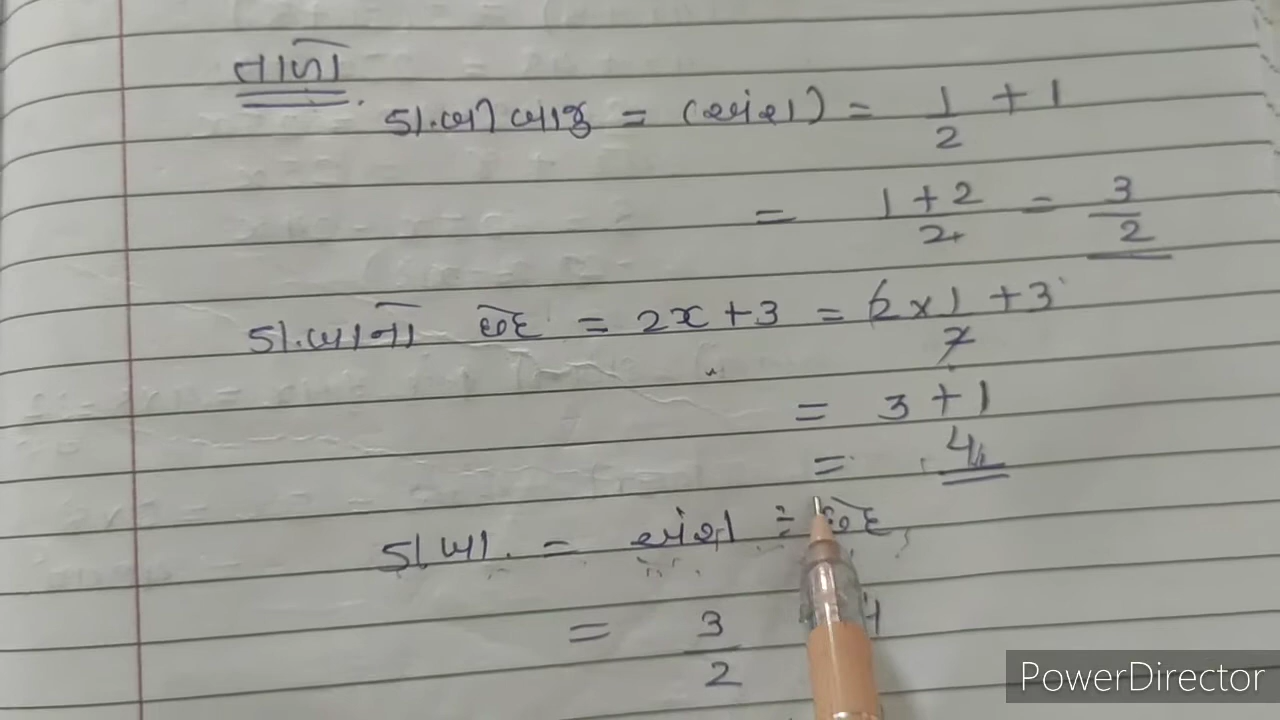 તાળો
ડા.બી બાજુ = (અંશ) = 1/2 + 1
= 1+2/2 = 3/2
ડા.બાનો છેદ = 2x + 3 = 2 × 1/2 + 3
= 3 + 1
= 4
ડા બા. = અંશ ÷ છેદ
= 3/2
PowerDirector